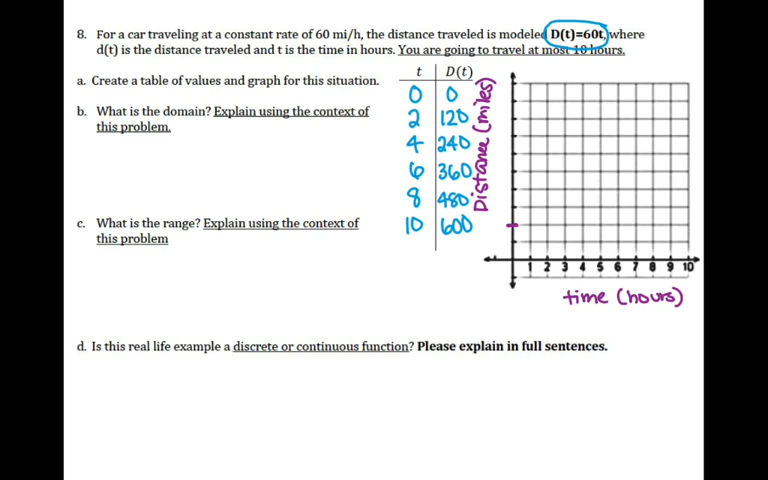 8. For a car traveling at a constant rate of 60 mi/h, the distance traveled is modeled D(t)=60t, where
d(t) is the distance traveled and t is the time in hours. You are going to travel at most 10 hours.
a. Create a table of values and graph for this situation.
b. What is the domain? Explain using the context of
this problem.
c. What is the range? Explain using the context of
this problem
t D(t)
0 0
2 120
4 240
6 360
8 480
10 600
Distance (miles)
1 2 3 4 5 6 7 8 9 10
time (hours)
d. Is this real life example a discrete or continuous function? Please explain in full sentences.